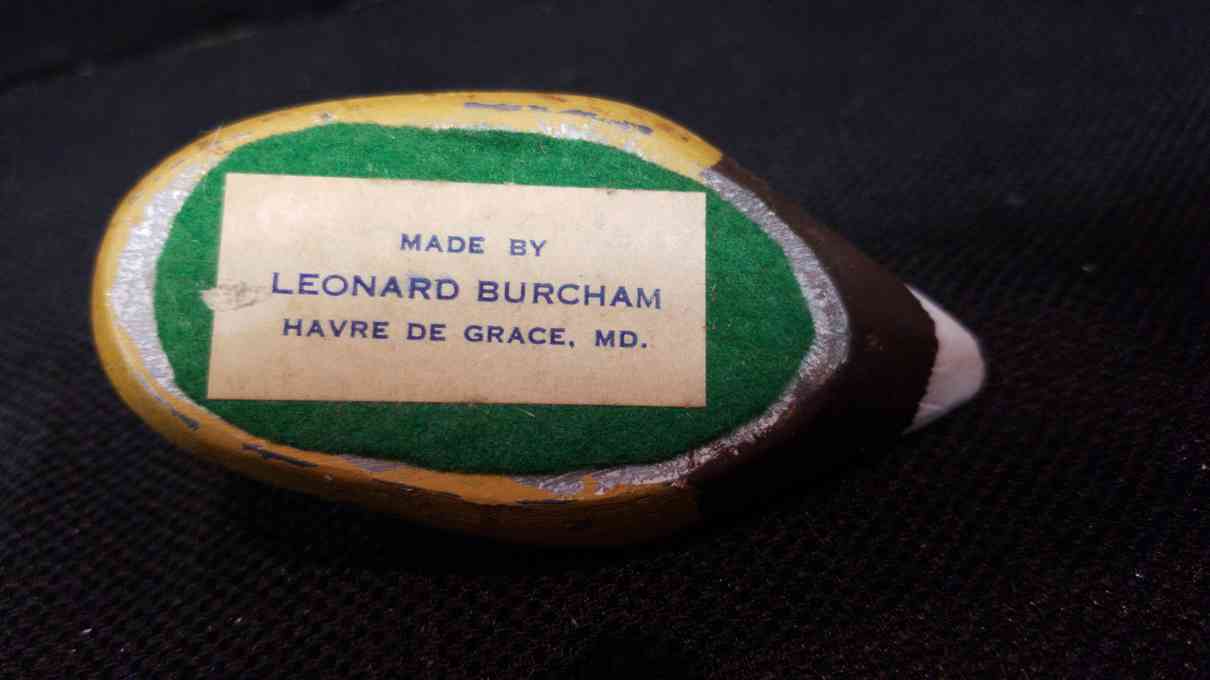 MADE BY
LEONARD BURCHAM
HAVRE DE GRACE, MD.